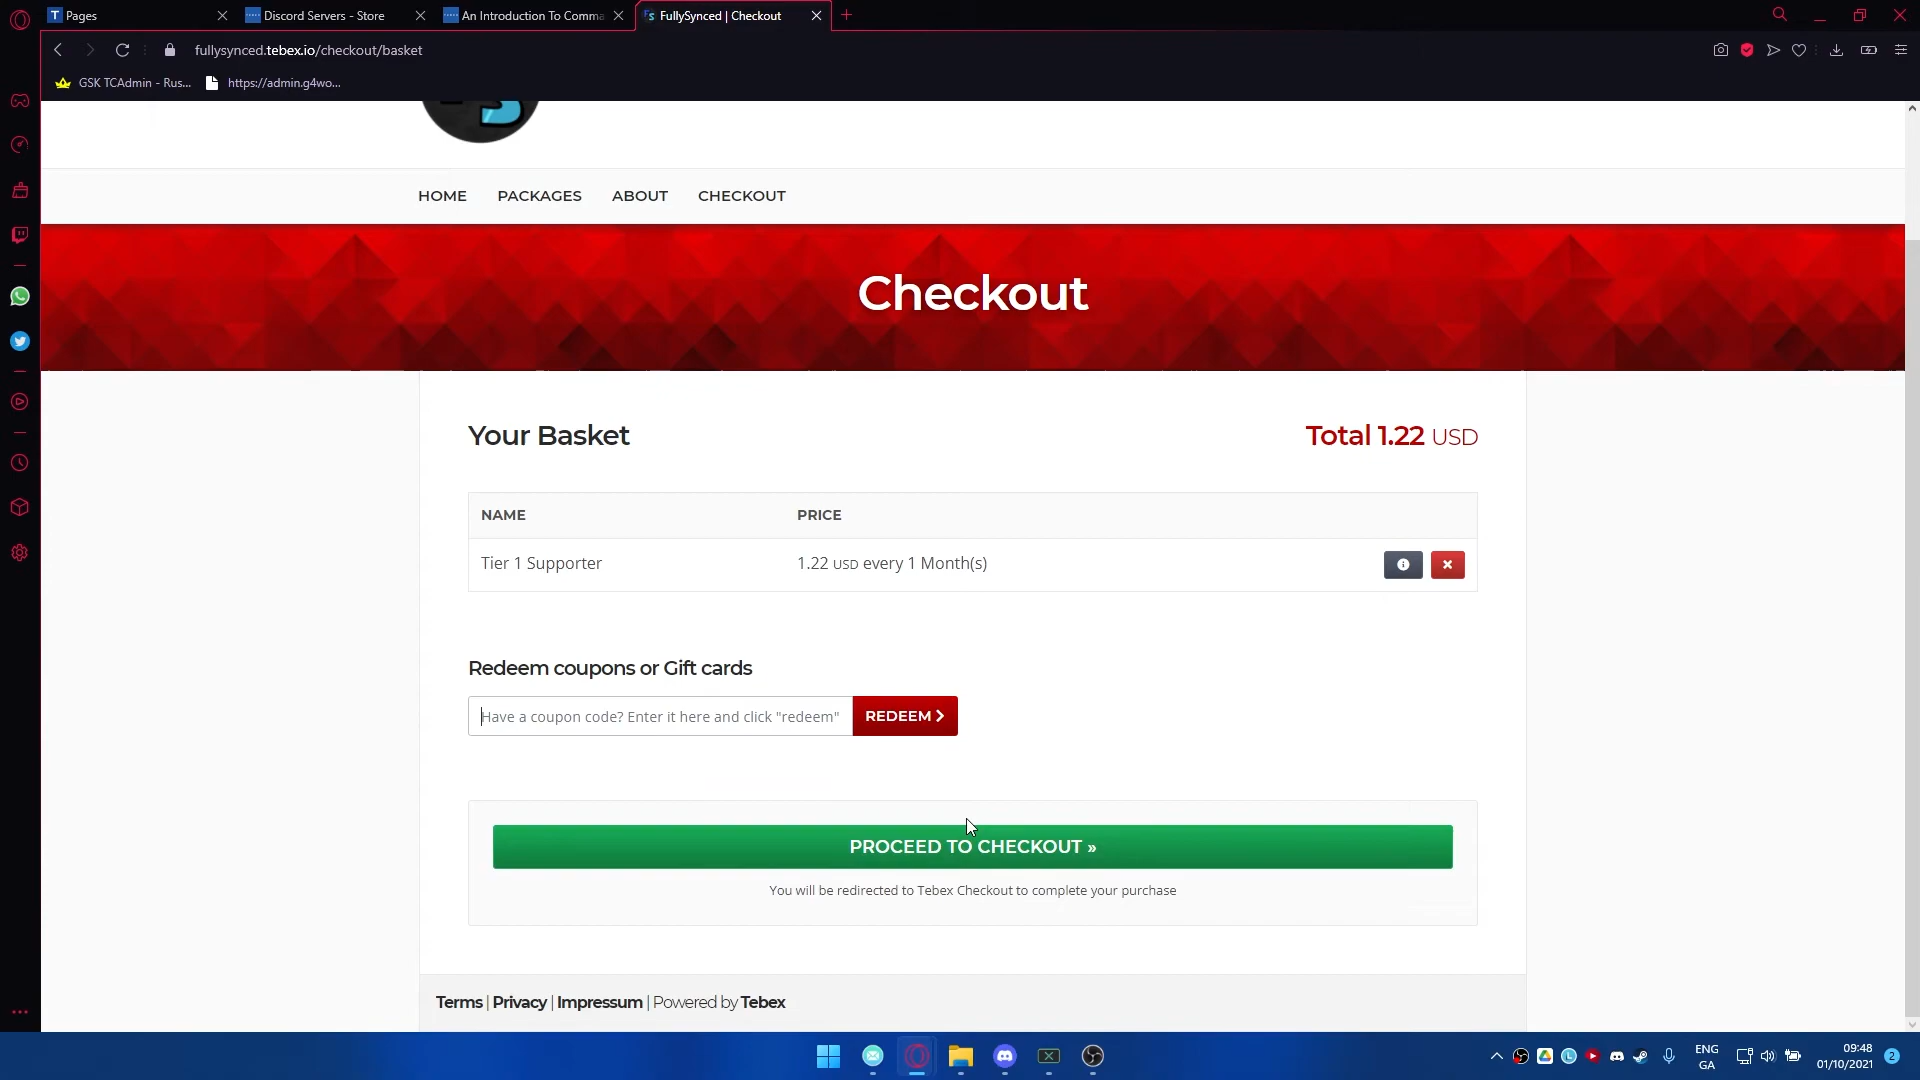 Pages
Discord Servers - Store
An Introduction To Comma
FullySynced | Checkout
fullysynced.tebex.io/checkout/basket
GSK TCAdmin - Rus...
https://admin.g4wo...
HOME
PACKAGES
ABOUT
CHECKOUT
Checkout
Your Basket
Total 1.22 USD
NAME
PRICE
Tier 1 Supporter
1.22 USD every 1 Month(s)
Redeem coupons or Gift cards
Have a coupon code? Enter it here and click "redeem"
REDEEM
PROCEED TO CHECKOUT »
You will be redirected to Tebex Checkout to complete your purchase
Terms | Privacy | Impressum | Powered by Tebex
ENG
GA
09:48
01/10/2021
2